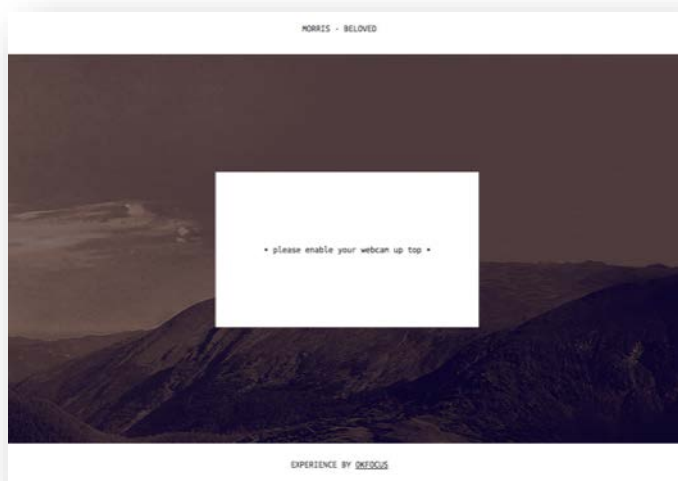 MORRIS - BELOVED
• please enable your webcam up top •
EXPERIENCE BY OKFOCUS